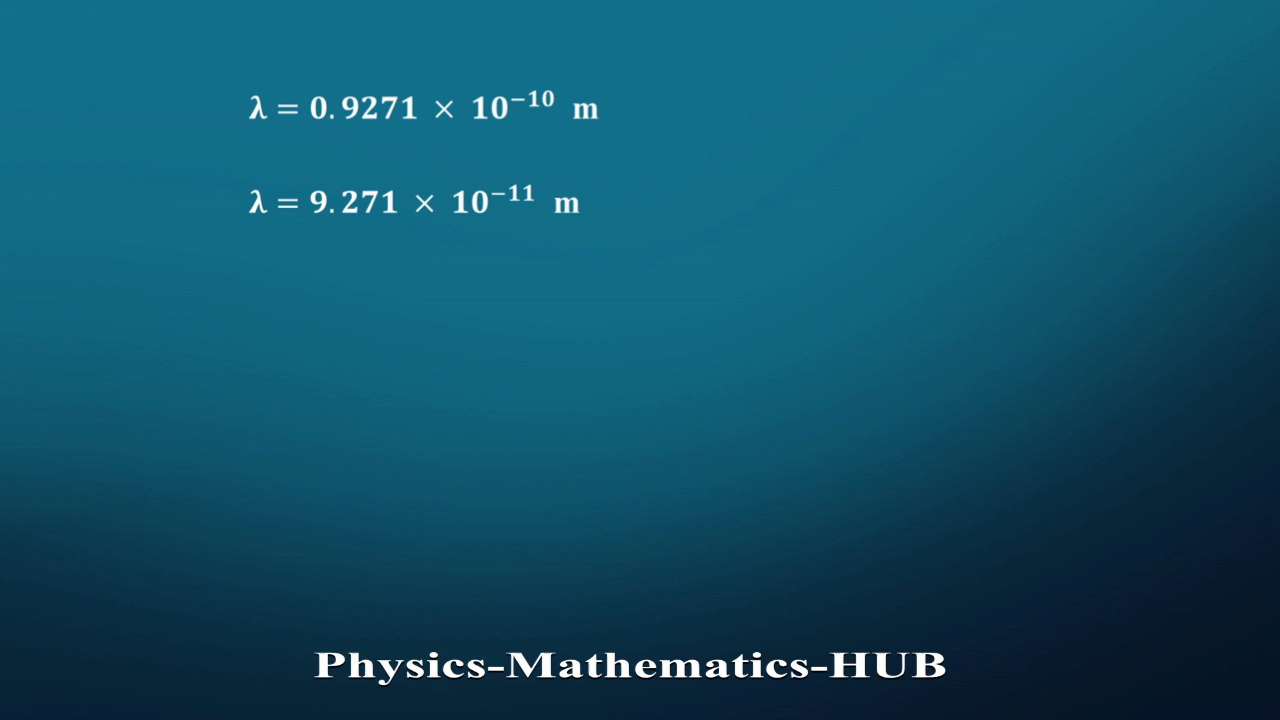 λ = 0.9271 × 10⁻¹⁰ m
λ = 9.271 × 10⁻¹¹ m
Physics-Mathematics-HUB